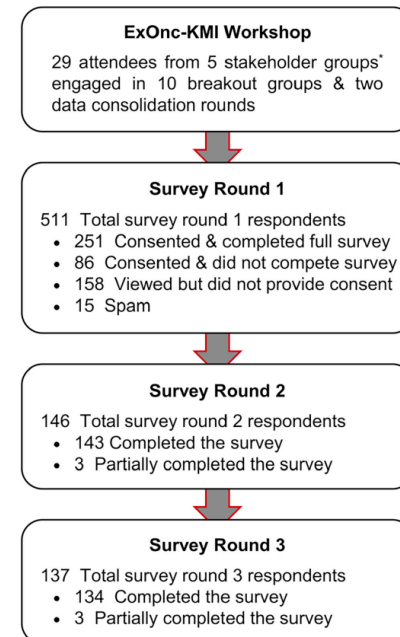 ExOnc-KMI Workshop
29 attendees from 5 stakeholder groups*
engaged in 10 breakout groups & two
data consolidation rounds
Survey Round 1
511 Total survey round 1 respondents
• 251 Consented & completed full survey
• 86 Consented & did not compete survey
• 158 Viewed but did not provide consent
• 15 Spam
Survey Round 2
146 Total survey round 2 respondents
• 143 Completed the survey
• 3 Partially completed the survey
Survey Round 3
137 Total survey round 3 respondents
• 134 Completed the survey
• 3 Partially completed the survey